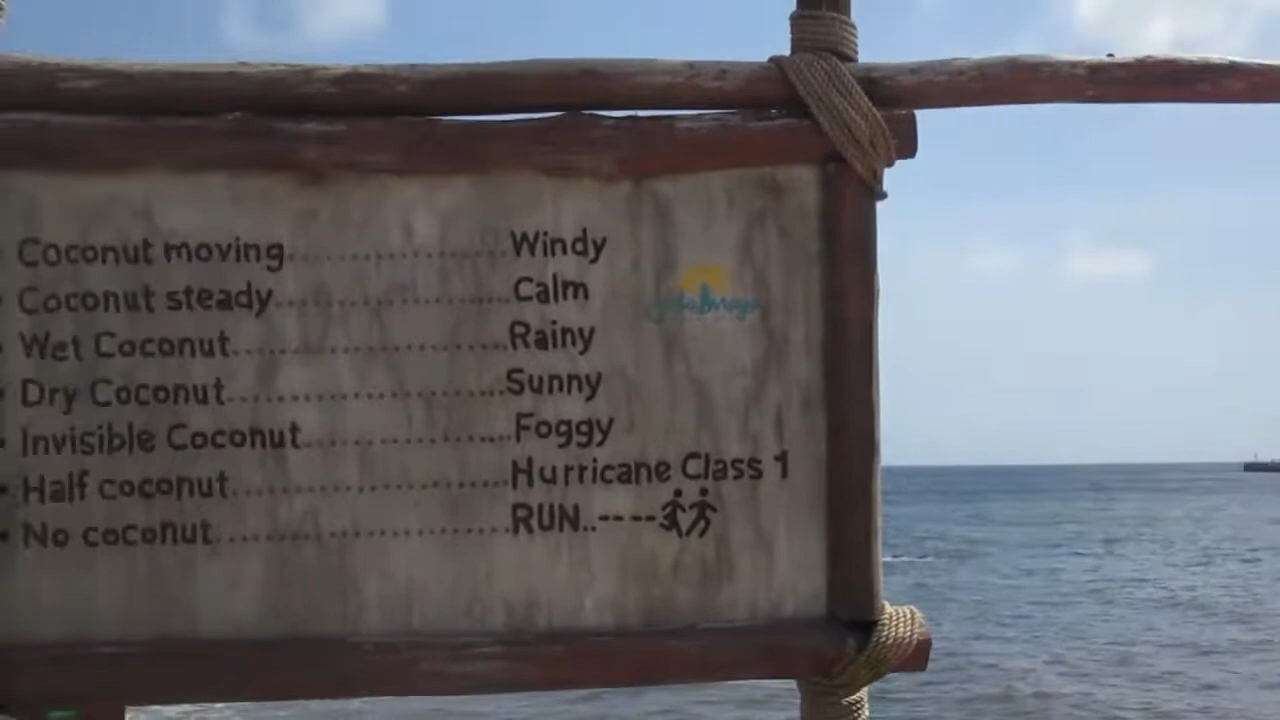 Coconut moving....................Windy
Coconut steady....................Calm
Wet Coconut.......................Rainy
Dry Coconut.......................Sunny
Invisible Coconut.................Foggy
Half coconut......................Hurricane Class 1
No coconut........................RUN..----